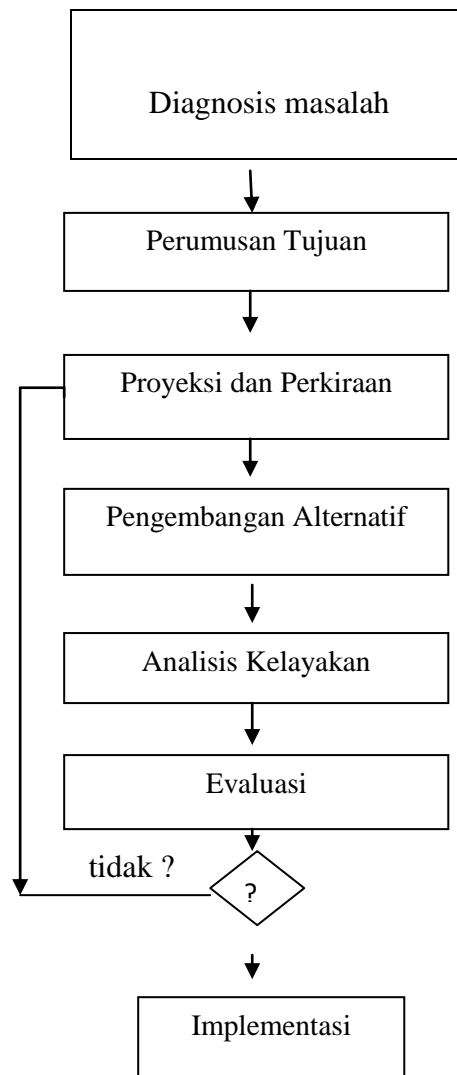 Diagnosis masalah
Perumusan Tujuan
Proyeksi dan Perkiraan
Pengembangan Alternatif
Analisis Kelayakan
Evaluasi
tidak ?
?
Implementasi